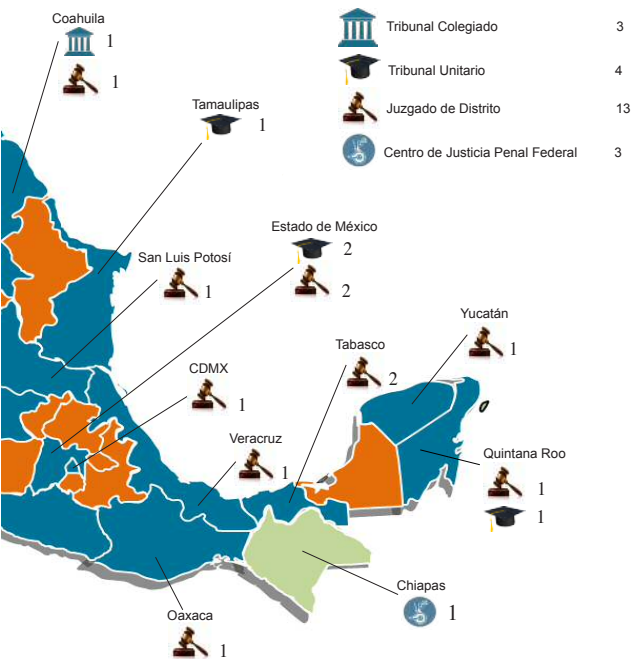 Coahuila
1
1
Tribunal Colegiado 3
Tribunal Unitario 4
Juzgado de Distrito 13
Centro de Justicia Penal Federal 3
Tamaulipas
1
Estado de México
2
2
San Luis Potosí
1
Yucatán
1
Tabasco
2
CDMX
1
Veracruz
1
Quintana Roo
1
1
Chiapas
1
Oaxaca
1